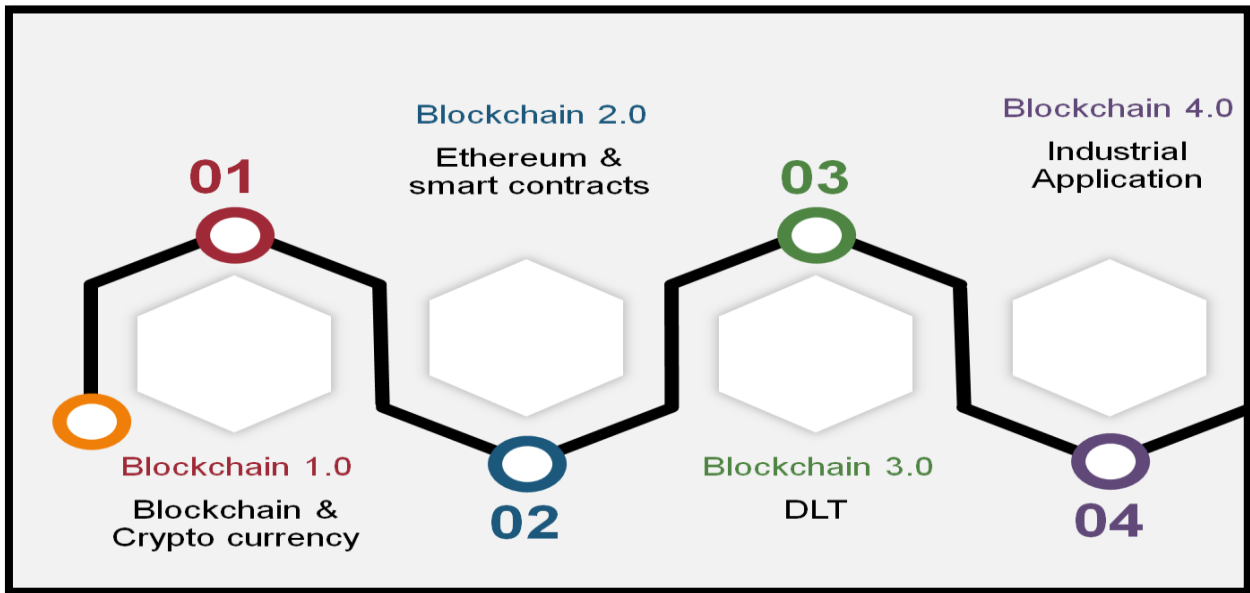 01
Blockchain 1.0
Blockchain &
Crypto currency
Blockchain 2.0
Ethereum &
smart contracts
02
03
Blockchain 3.0
DLT
Blockchain 4.0
Industrial
Application
04